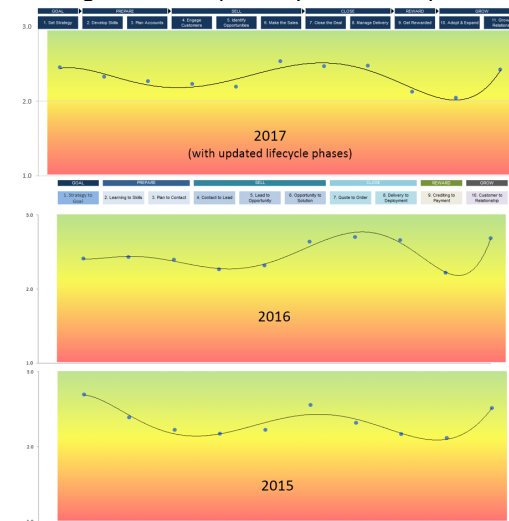 GOAL PREPARE SELL CLOSE REWARD GROW
1. Set Strategy 2. Develop Skills 3. Plan Accounts 4. Engage Customers 5. Identify Opportunities 6. Make the Sales 7. Close the Deal 8. Manage Delivery 9. Get Rewarded 10. Adopt & Expand 11. Grow
3.0
2.0
2017
(with updated lifecycle phases)
1.0
GOAL PREPARE SELL CLOSE REWARD GROW
1. Strategy to Goal 2. Learning to Skills 3. Plan to Contact 4. Contact to Lead 5. Lead to Opportunity 6. Opportunity to Solution 7. Quote to Order 8. Delivery to Deployment 9. Crediting to Payment 10. Customer to Relationship
3.0
2.0
2016
1.0
3.0
2.0
2015